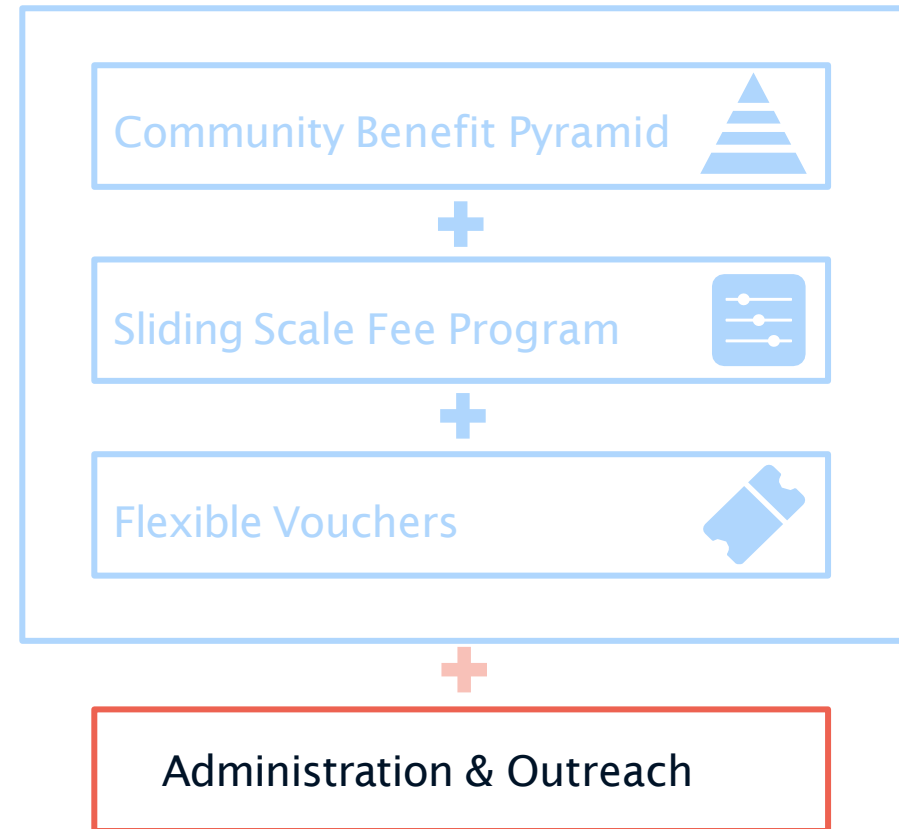 Community Benefit Pyramid
Sliding Scale Fee Program
Flexible Vouchers
Administration & Outreach